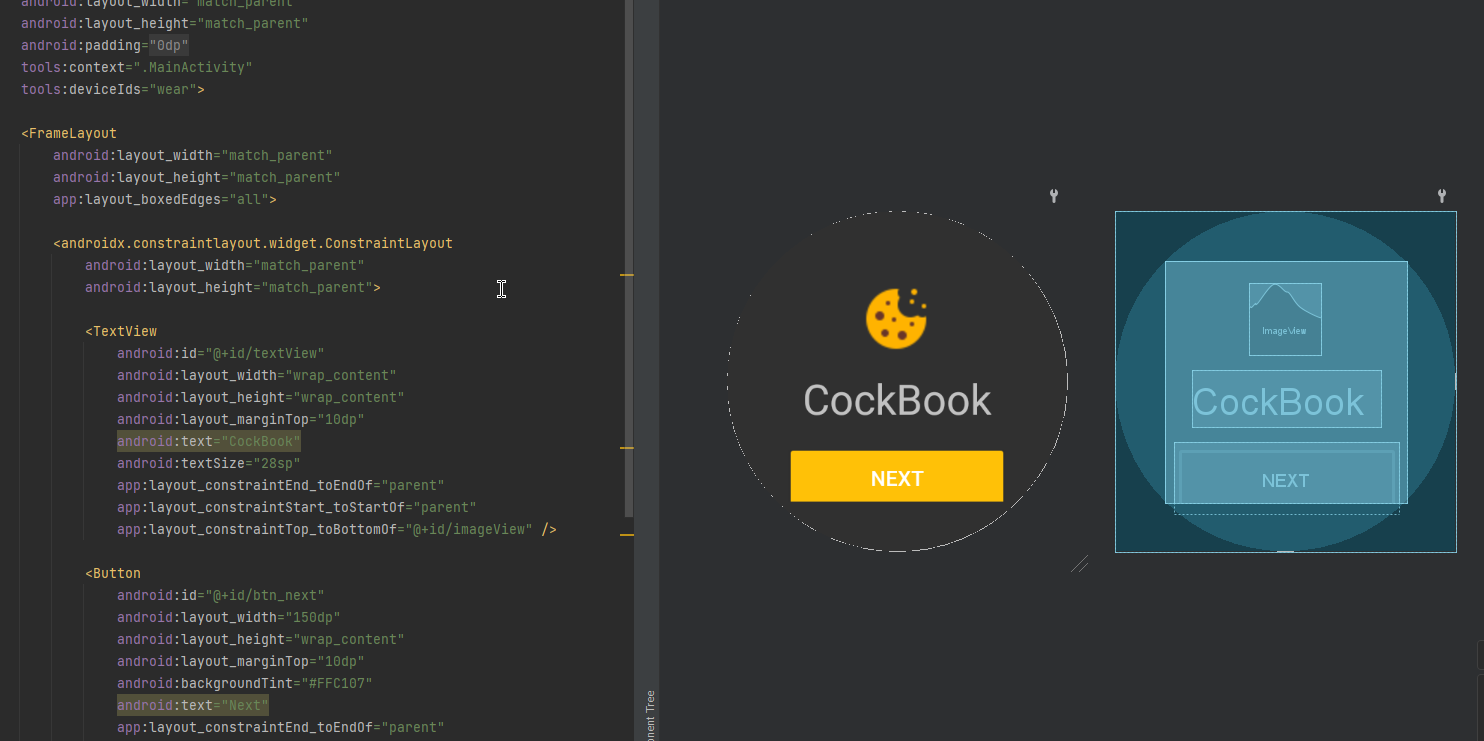 android:layout_width="match_parent"
android:layout_height="match_parent"
android:padding="0dp"
tools:context=".MainActivity"
tools:deviceIds="wear">
<FrameLayout
android:layout_width="match_parent"
android:layout_height="match_parent"
app:layout_boxedEdges="all">
<androidx.constraintlayout.widget.ConstraintLayout
android:layout_width="match_parent"
android:layout_height="match_parent">
<TextView
android:id="@+id/textView"
android:layout_width="wrap_content"
android:layout_height="wrap_content"
android:layout_marginTop="10dp"
android:text="CockBook"
android:textSize="28sp"
app:layout_constraintEnd_toEndOf="parent"
app:layout_constraintStart_toStartOf="parent"
app:layout_constraintTop_toBottomOf="@+id/imageView" />
<Button
android:id="@+id/btn_next"
android:layout_width="150dp"
android:layout_height="wrap_content"
android:layout_marginTop="10dp"
android:backgroundTint="#FFC107"
android:text="Next"
app:layout_constraintEnd_toEndOf="parent"
nent Tree
CockBook
NEXT
ImageView
CockBook
NEXT